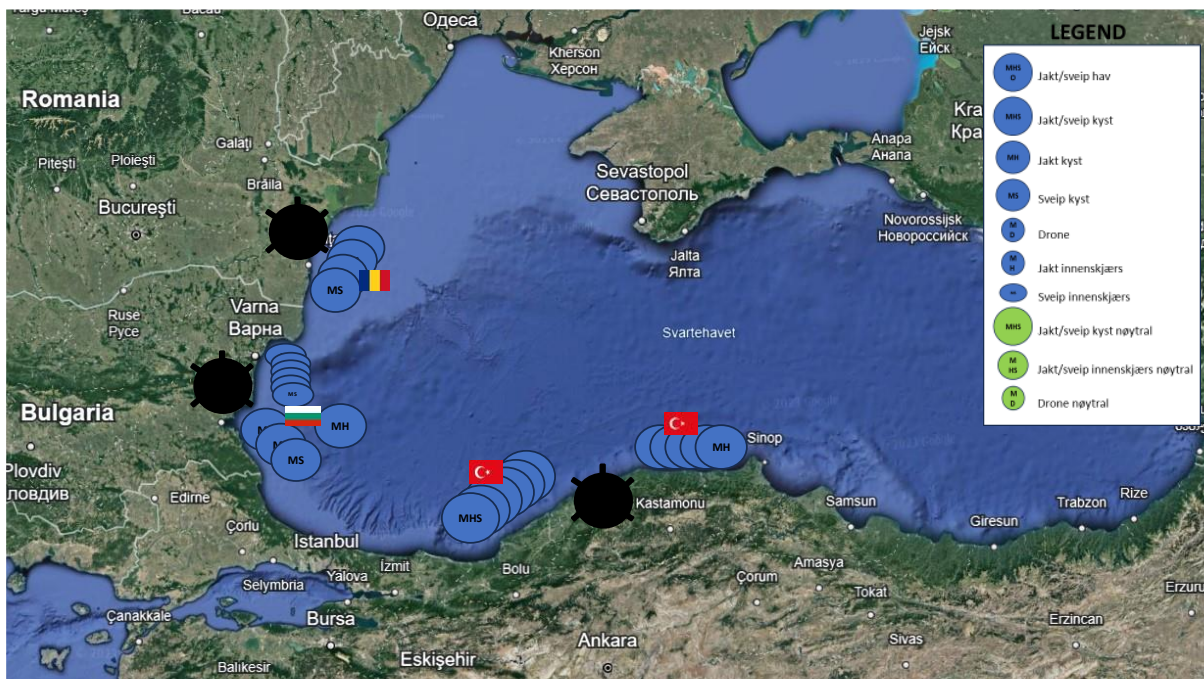 Târgu Mureș
Bacău
Одеса
Kherson
Херсон
Jejsk
Ейск
LEGEND
MHS
D
Jakt/sveip hav
MHS
Jakt/sveip kyst
MH
Jakt kyst
MS
Sveip kyst
M
D
Drone
M
H
Jakt innenskjærs
Sveip innenskjærs
MHS
Jakt/sveip kyst nøytral
M
HS
Jakt/sveip innenskjærs nøytral
M
D
Drone nøytral
Romania
Galați
Pitești
Ploiești
Brăila
București
Sevastopol
Севастополь
Anapa
Анапа
Kra
Кра
Novorossijsk
Новороссийск
Jalta
Ялта
MS
Varna
Варна
Ruse
Русе
Svartehavet
MS
Bulgaria
MH
MS
MH
Sinop
Plovdiv
ловдив
Edirne
MHS
Kastamonu
Samsun
Giresun
Trabzon
Rize
Çorlu
Istanbul
İzmit
Bolu
Selymbria
Yalova
Çanakkale
Bursa
Çorum
Amasya
Tokat
Erzincan
Erzuru
Ankara
Sivas
Balıkesir
Eskişehir